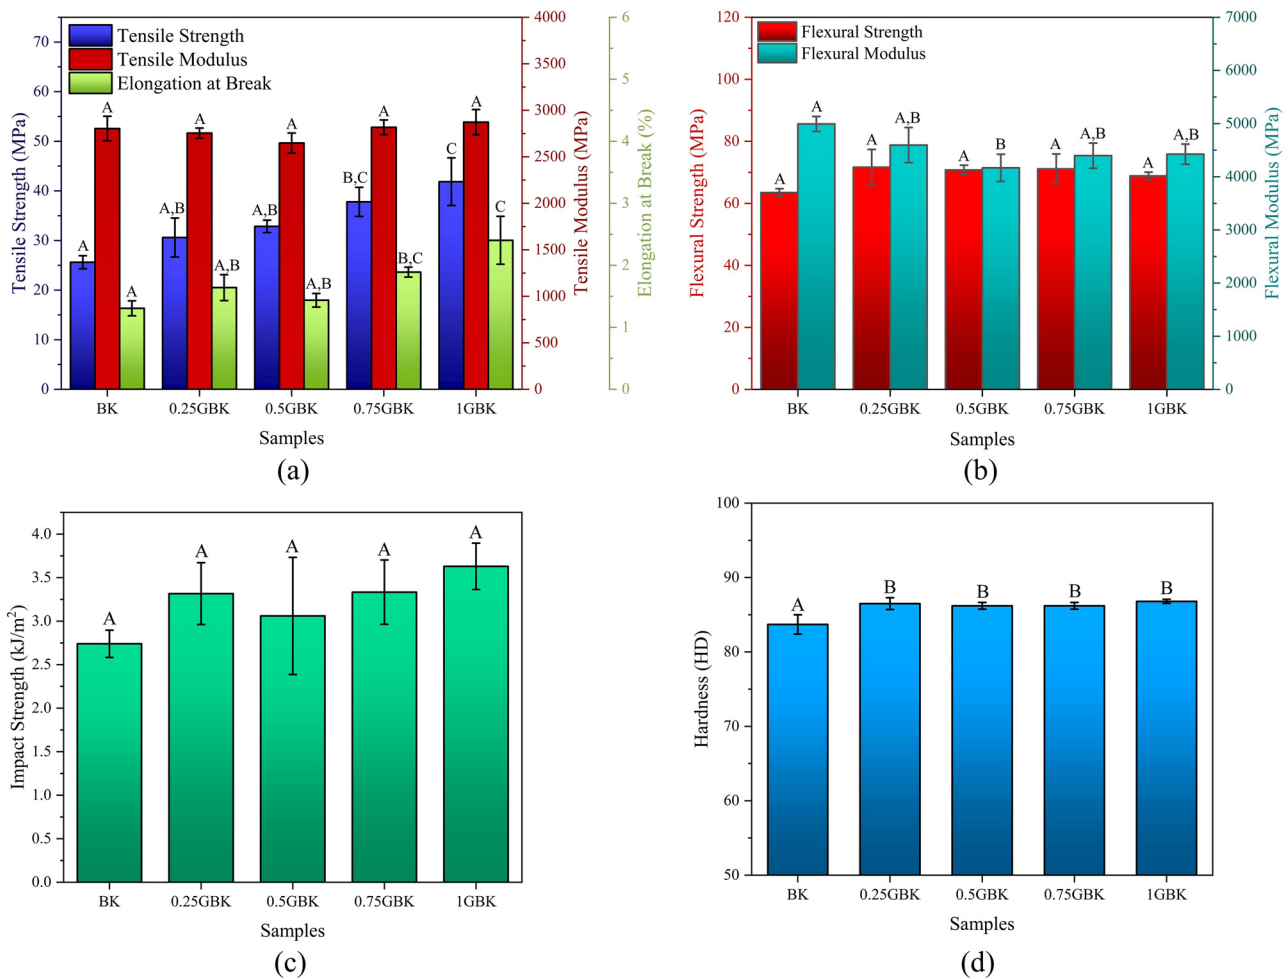 Tensile Strength
Tensile Modulus
Elongation at Break
Tensile Strength (MPa)
0
10
20
30
40
50
60
70
Tensile Modulus (MPa)
0
500
1000
1500
2000
2500
3000
3500
4000
Elongation at Break (%)
0
1
2
3
4
5
6
A A A
A,B A A,B
A,B A A,B
B,C A B,C
C A C
BK 0.25GBK 0.5GBK 0.75GBK 1GBK
Samples
(a)
Flexural Strength
Flexural Modulus
Flexural Strength (MPa)
0
20
40
60
80
100
120
Flexural Modulus (MPa)
0
1000
2000
3000
4000
5000
6000
7000
A A
A A,B
A B
A A,B
A A,B
BK 0.25GBK 0.5GBK 0.75GBK 1GBK
Samples
(b)
Impact Strength (kJ/m²)
0.0
0.5
1.0
1.5
2.0
2.5
3.0
3.5
4.0
A A A A A
BK 0.25GBK 0.5GBK 0.75GBK 1GBK
Samples
(c)
Hardness (HD)
50
60
70
80
90
100
A B B B B
BK 0.25GBK 0.5GBK 0.75GBK 1GBK
Samples
(d)